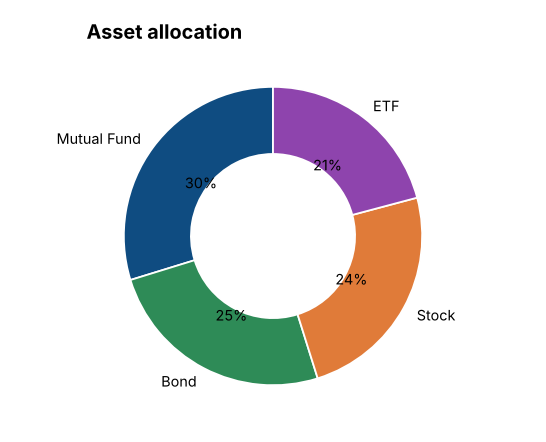 Asset allocation
ETF
Mutual Fund
21%
30%
24%
Stock
25%
Bond